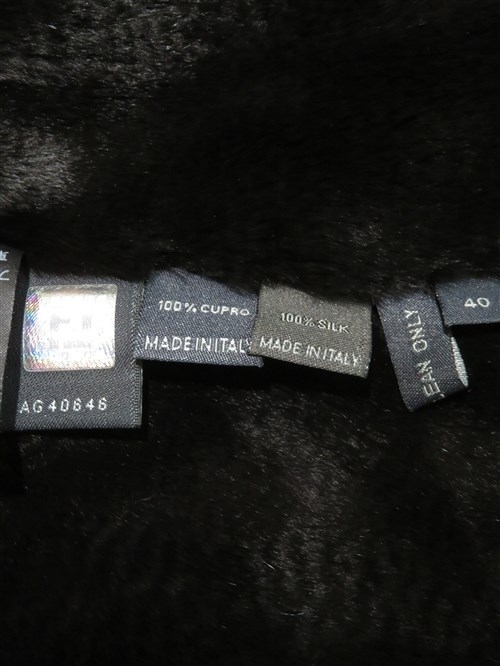 AG40646
100% CUPRO
MADE IN ITALY
100% SILK
MADE IN ITALY
EAN ONLY
40